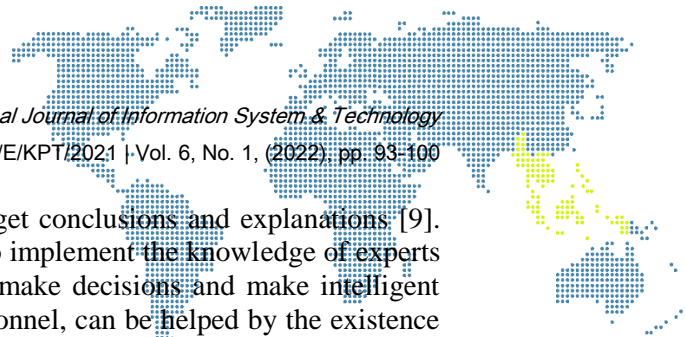 al Journal of Information System & Technology
/E/KPT/2021 | Vol. 6, No. 1, (2022), pp. 93-100
get conclusions and explanations [9].
o implement the knowledge of experts
make decisions and make intelligent
onnel, can be helped by the existence